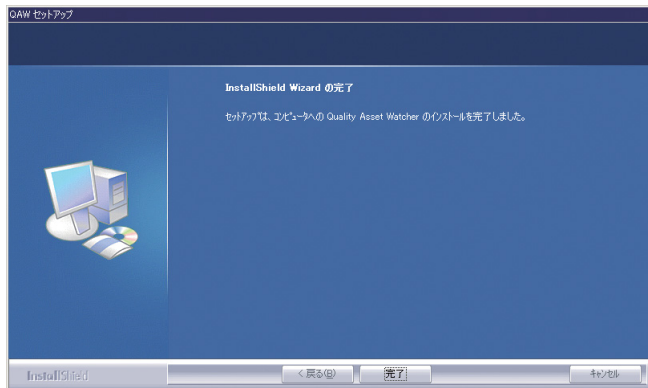 QAW セットアップ
InstallShield Wizard の完了
セットアップは、コンピュータへの Quality Asset Watcher のインストールを完了しました。
InstallShield
< 戻る(B)
完了
キャンセル